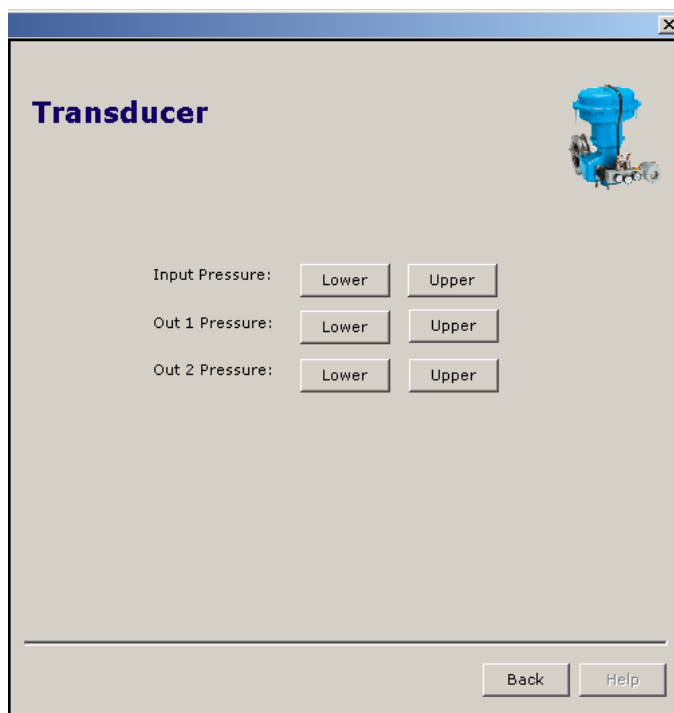 Transducer
Input Pressure: Lower Upper
Out 1 Pressure: Lower Upper
Out 2 Pressure: Lower Upper
Back Help